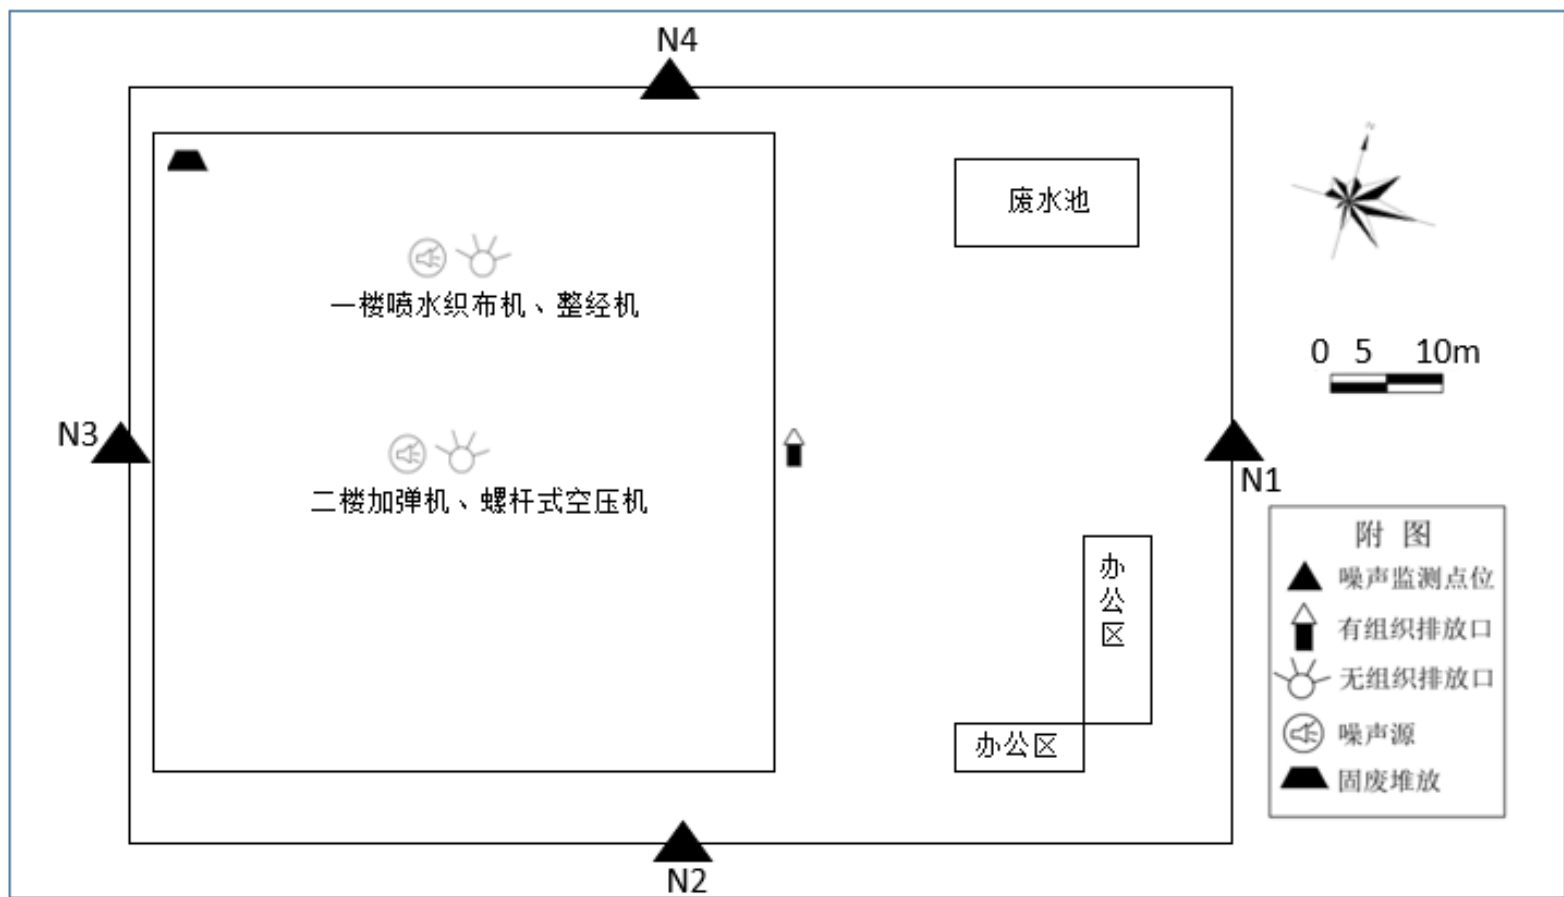 N4
N
废水池
一楼喷水织布机、整经机
0 5 10m
N3
二楼加弹机、螺杆式空压机
N1
附 图
噪声监测点位
有组织排放口
无组织排放口
噪声源
固废堆放
办公区
办公区
N2